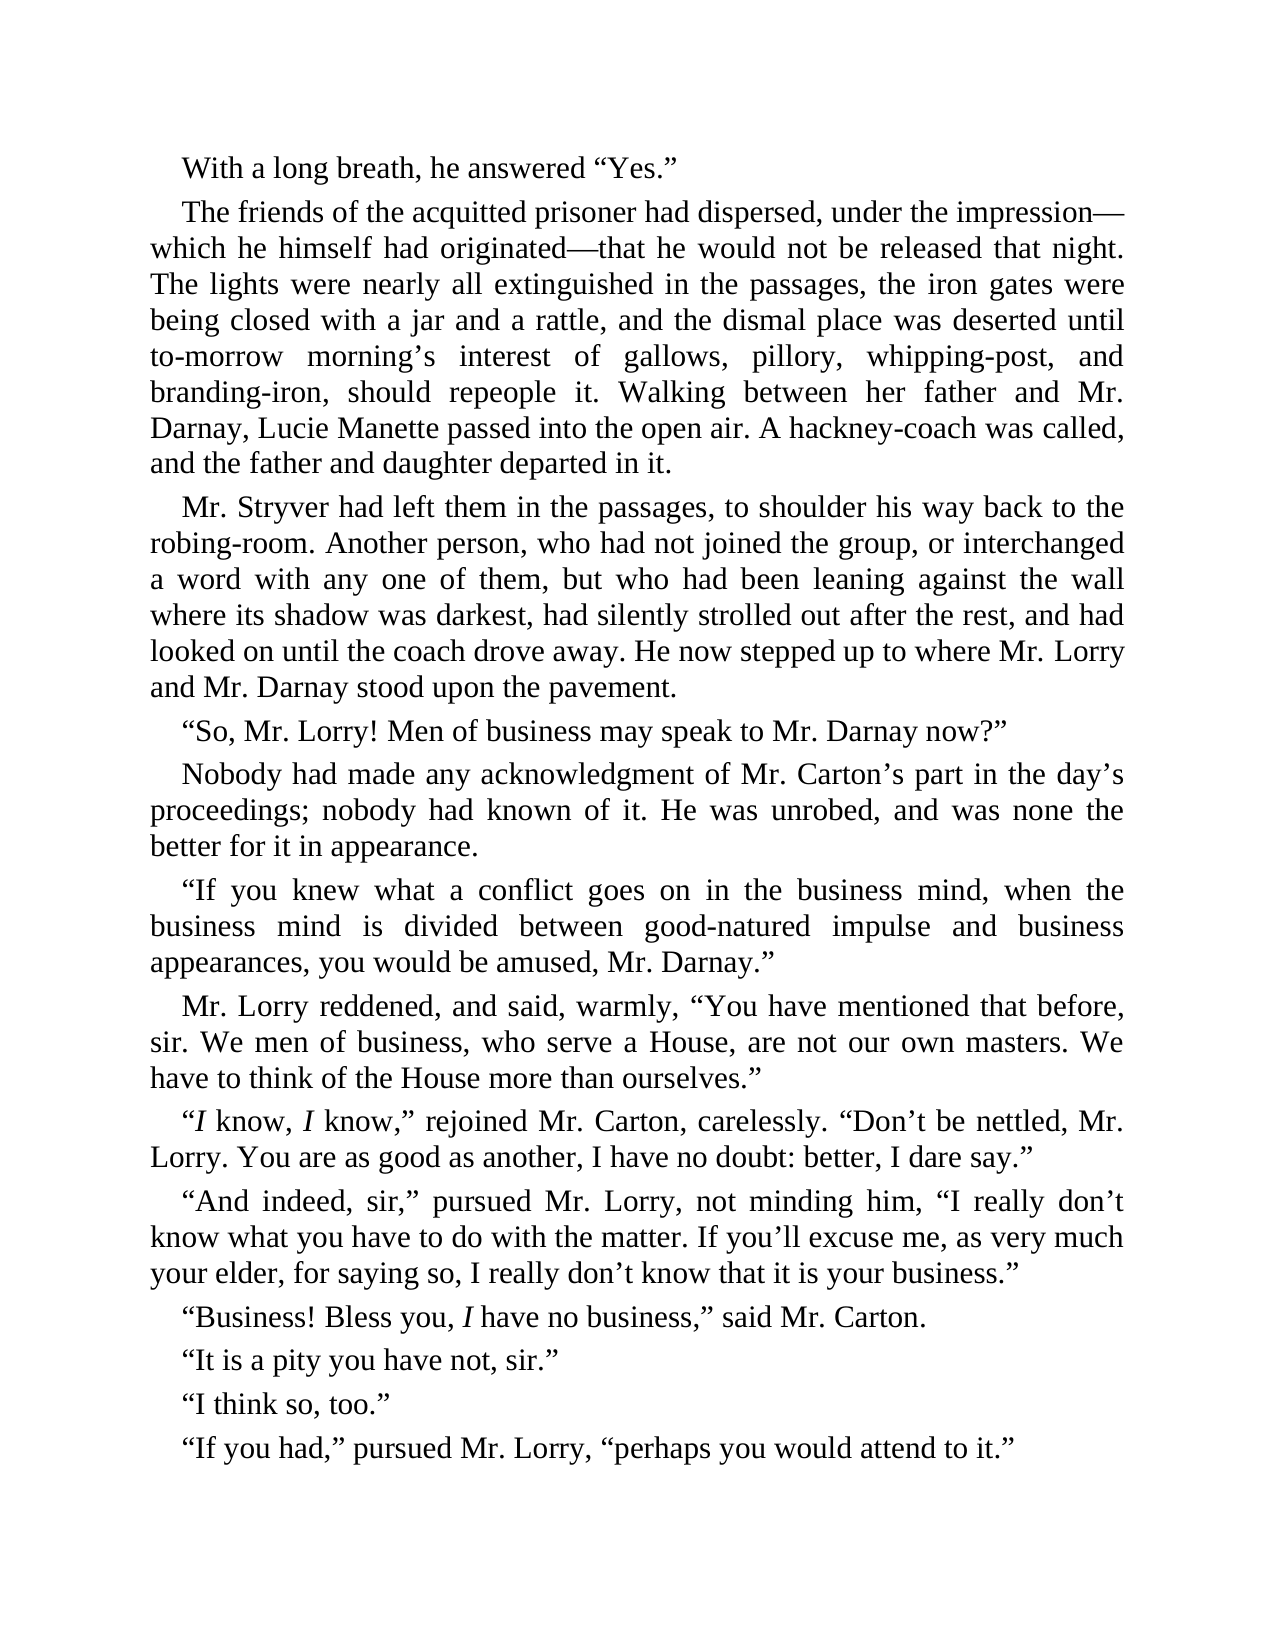 With a long breath, he answered “Yes.”
The friends of the acquitted prisoner had dispersed, under the impression—
which he himself had originated—that he would not be released that night.
The lights were nearly all extinguished in the passages, the iron gates were
being closed with a jar and a rattle, and the dismal place was deserted until
to-morrow morning’s interest of gallows, pillory, whipping-post, and
branding-iron, should repeople it. Walking between her father and Mr.
Darnay, Lucie Manette passed into the open air. A hackney-coach was called,
and the father and daughter departed in it.
Mr. Stryver had left them in the passages, to shoulder his way back to the
robing-room. Another person, who had not joined the group, or interchanged
a word with any one of them, but who had been leaning against the wall
where its shadow was darkest, had silently strolled out after the rest, and had
looked on until the coach drove away. He now stepped up to where Mr. Lorry
and Mr. Darnay stood upon the pavement.
“So, Mr. Lorry! Men of business may speak to Mr. Darnay now?”
Nobody had made any acknowledgment of Mr. Carton’s part in the day’s
proceedings; nobody had known of it. He was unrobed, and was none the
better for it in appearance.
“If you knew what a conflict goes on in the business mind, when the
business mind is divided between good-natured impulse and business
appearances, you would be amused, Mr. Darnay.”
Mr. Lorry reddened, and said, warmly, “You have mentioned that before,
sir. We men of business, who serve a House, are not our own masters. We
have to think of the House more than ourselves.”
“I know, I know,” rejoined Mr. Carton, carelessly. “Don’t be nettled, Mr.
Lorry. You are as good as another, I have no doubt: better, I dare say.”
“And indeed, sir,” pursued Mr. Lorry, not minding him, “I really don’t
know what you have to do with the matter. If you’ll excuse me, as very much
your elder, for saying so, I really don’t know that it is your business.”
“Business! Bless you, I have no business,” said Mr. Carton.
“It is a pity you have not, sir.”
“I think so, too.”
“If you had,” pursued Mr. Lorry, “perhaps you would attend to it.”